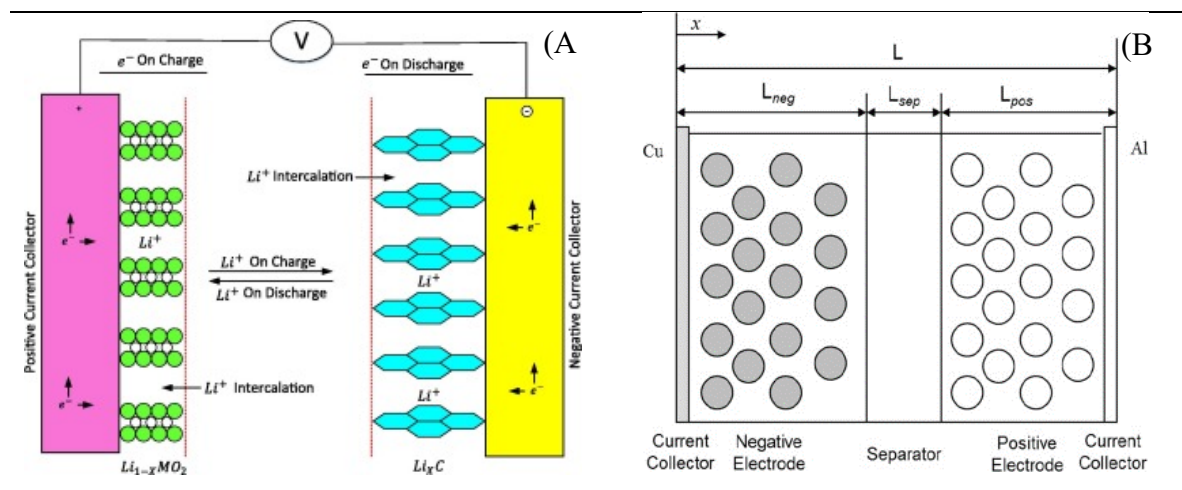 V
(A
e⁻ On Charge
e⁻ On Discharge
+
-
Positive Current Collector
Negative Current Collector
Li⁺ Intercalation
e⁻
Li⁺
e⁻
Li⁺ On Charge
Li⁺ On Discharge
Li⁺
e⁻
Li⁺ Intercalation
Li⁺
e⁻
Li₁₋ₓMO₂
LiₓC
(B
x
L
Lneg
Lsep
Lpos
Cu
Al
Current
Collector
Negative
Electrode
Separator
Positive
Electrode
Current
Collector